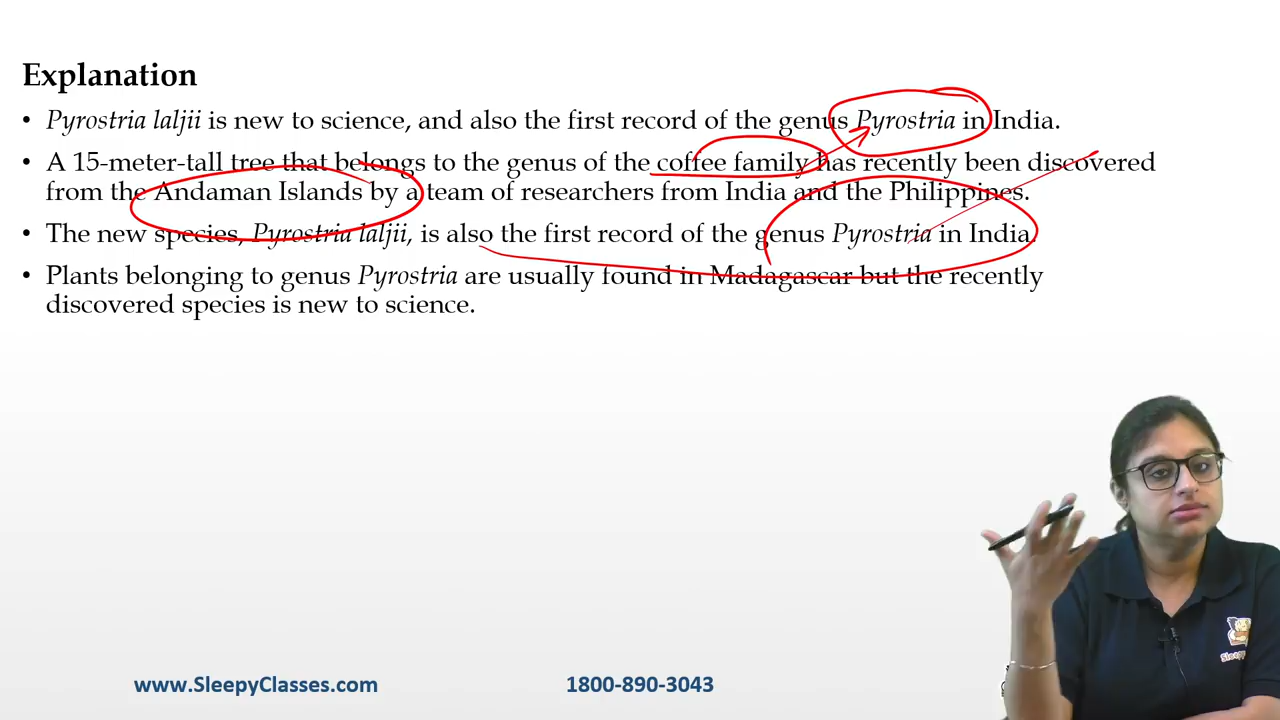 Explanation
• Pyrostria laljii is new to science, and also the first record of the genus Pyrostria in India.
• A 15-meter-tall tree that belongs to the genus of the coffee family has recently been discovered
from the Andaman Islands by a team of researchers from India and the Philippines.
• The new species, Pyrostria laljii, is also the first record of the genus Pyrostria in India.
• Plants belonging to genus Pyrostria are usually found in Madagascar but the recently
discovered species is new to science.
www.SleepyClasses.com 1800-890-3043